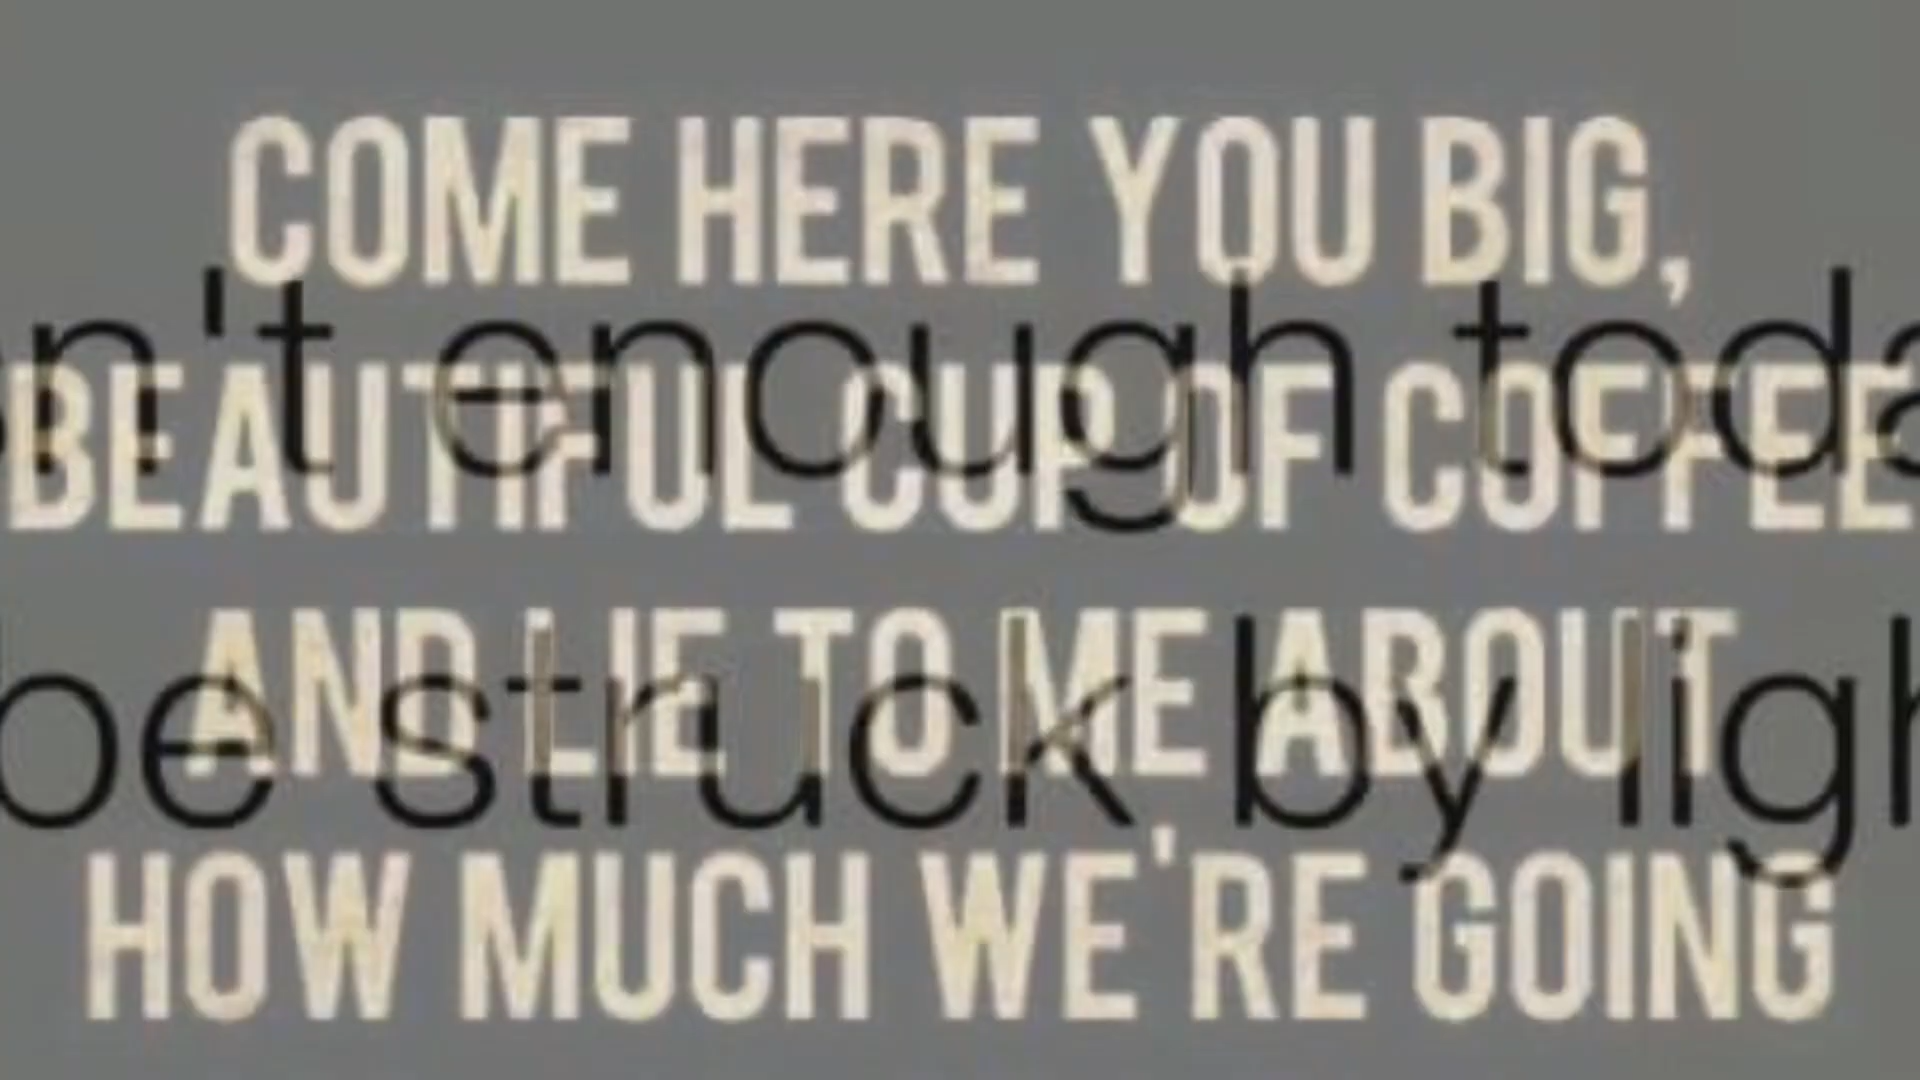 COME HERE YOU BIG,
n't enough toda
BEAUTIFUL CUP OF COFFEE
AND LIE TO ME ABOUT
be struck by ligh
HOW MUCH WE'RE GOING